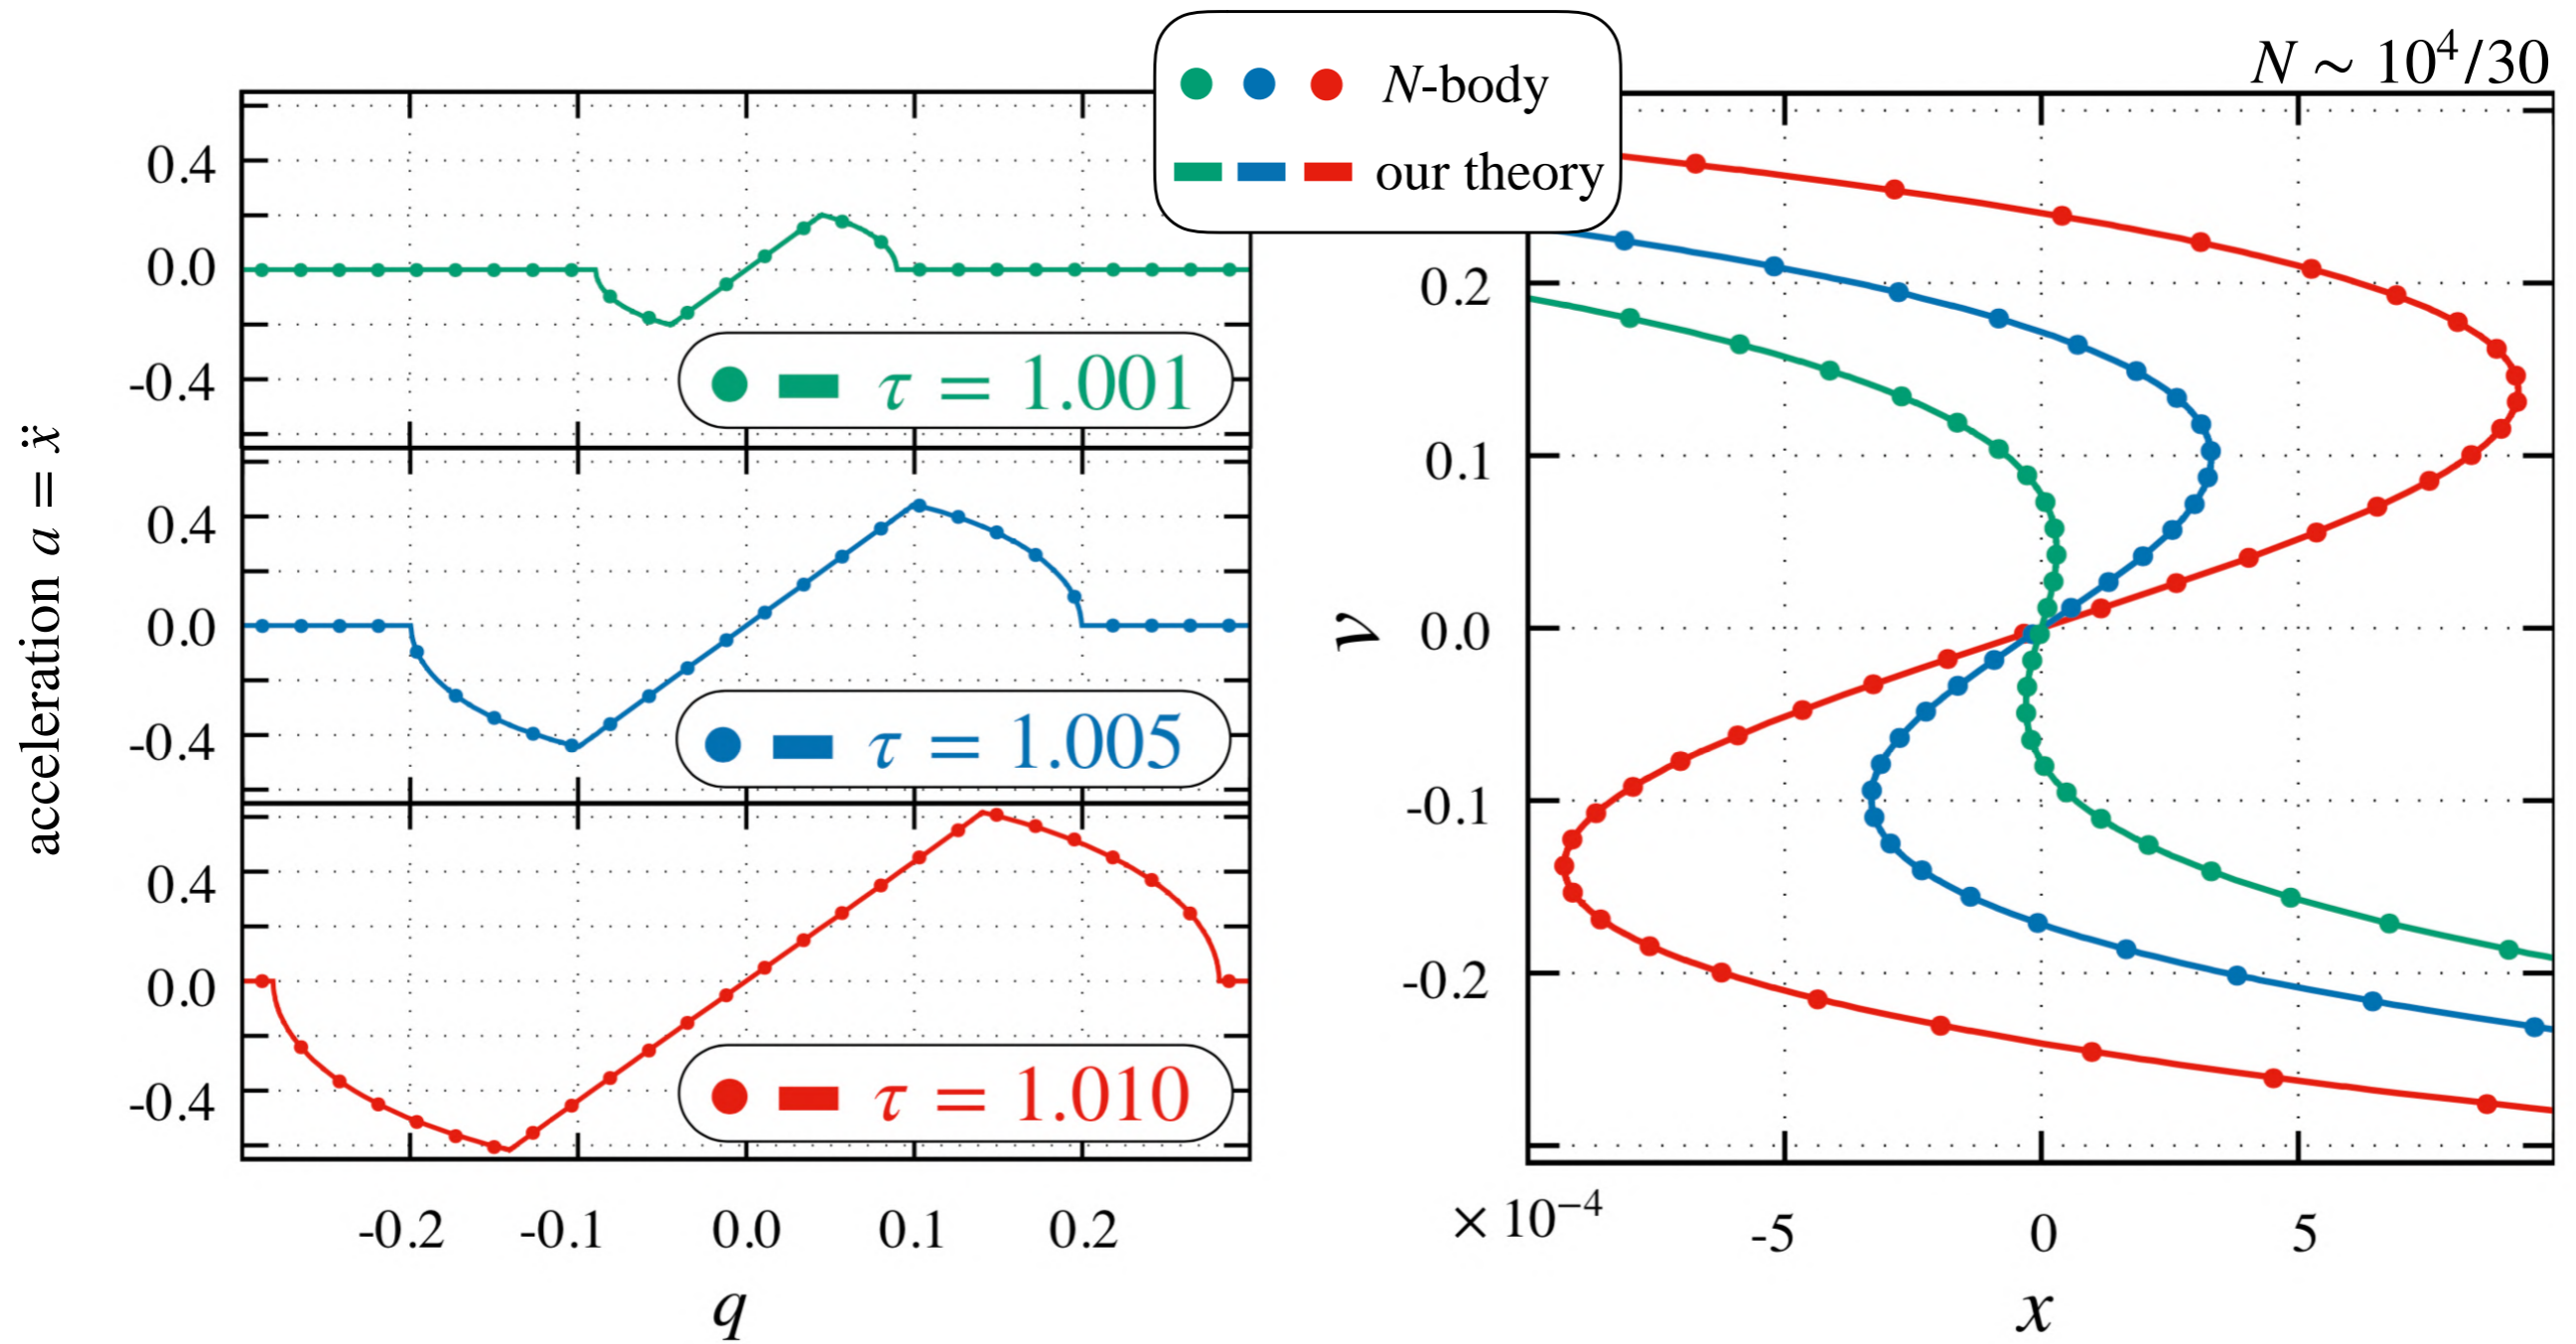 N ~ 10⁴/30
N-body
our theory
acceleration a = ẍ
0.4
0.0
-0.4
τ = 1.001
0.4
0.0
-0.4
τ = 1.005
0.4
0.0
-0.4
τ = 1.010
-0.2 -0.1 0.0 0.1 0.2
q
v
0.2
0.1
0.0
-0.1
-0.2
×10⁻⁴ -5 0 5
x